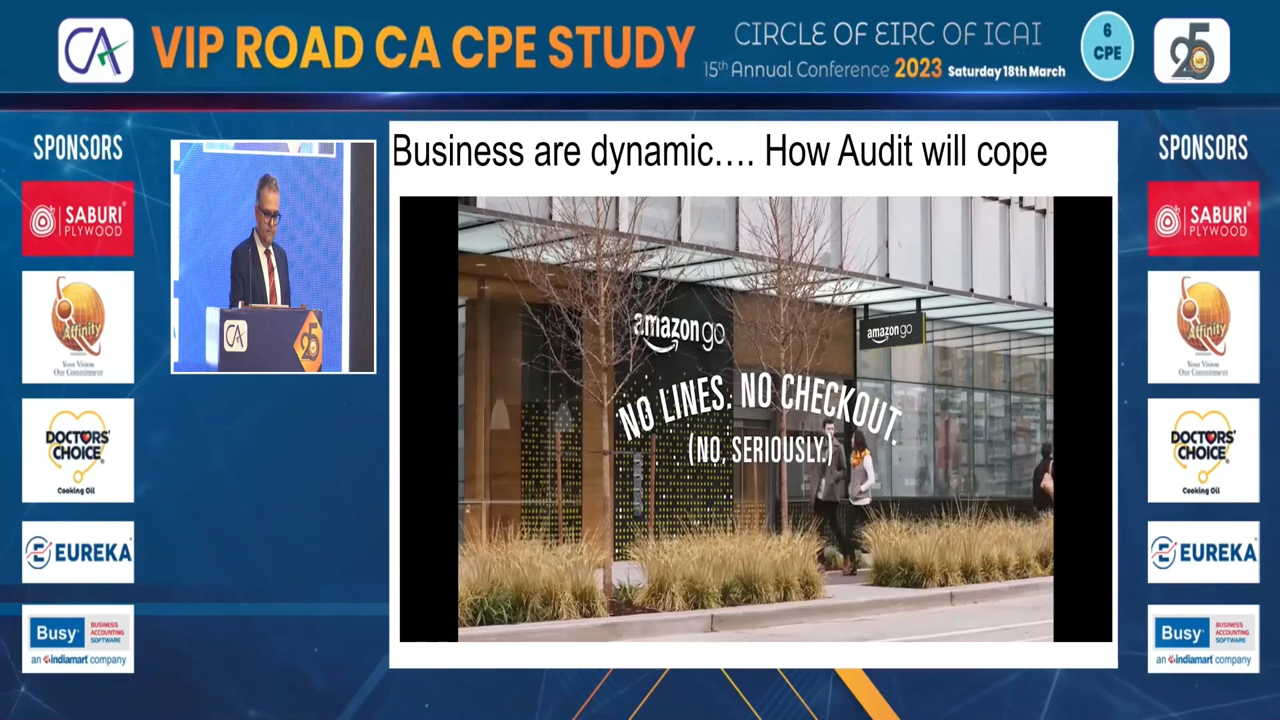 CA
VIP ROAD CA CPE STUDY
CIRCLE OF EIRC OF ICAI
15th Annual Conference 2023 Saturday 18th March
6
CPE
25
SPONSORS
SABURI
PLYWOOD
Affinity
Your Vision
Our Commitment
DOCTORS'
CHOICE
Cooking Oil
EUREKA
Busy
BUSINESS
ACCOUNTING
SOFTWARE
an indiamart company
CA
25
Business are dynamic.... How Audit will cope
amazon go
amazon go
NO LINES. NO CHECKOUT.
(NO, SERIOUSLY.)
SPONSORS
SABURI
PLYWOOD
Affinity
Your Vision
Our Commitment
DOCTORS'
CHOICE
Cooking Oil
EUREKA
Busy
BUSINESS
ACCOUNTING
SOFTWARE
an indiamart company